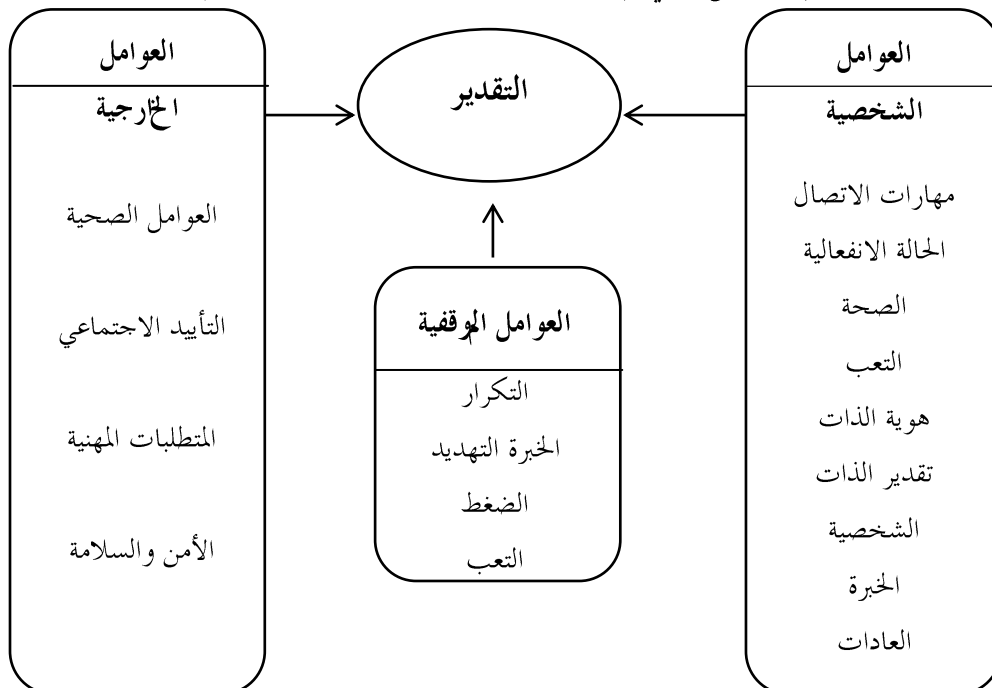 العوامل
الشخصية
مهارات الاتصال
الحالة الانفعالية
الصحة
التعب
هوية الذات
تقدير الذات
الشخصية
الخبرة
العادات
التقدير
العوامل الموقفية
التكرار
الخبرة التهديد
الضغط
التعب
العوامل
الخارجية
العوامل الصحية
التأييد الاجتماعي
المتطلبات المهنية
الأمن والسلامة